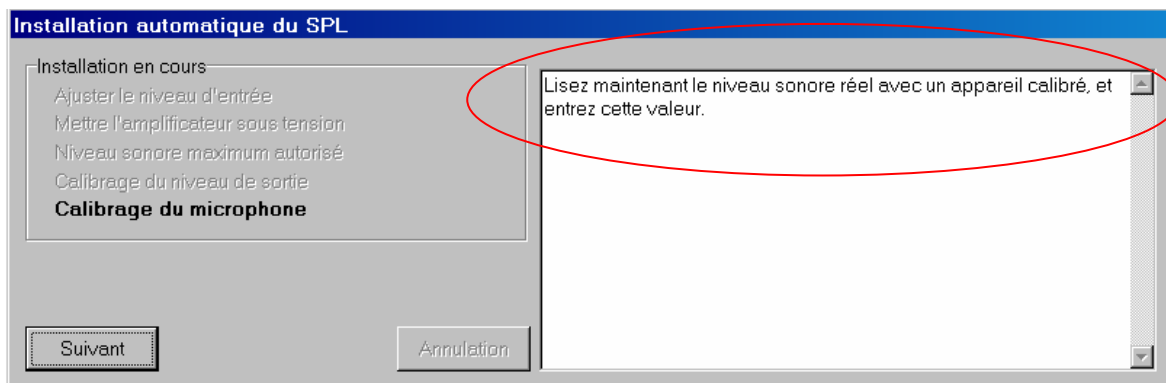 Installation automatique du SPL
Installation en cours
Ajuster le niveau d'entrée
Mettre l'amplificateur sous tension
Niveau sonore maximum autorisé
Calibrage du niveau de sortie
Calibrage du microphone
Lisez maintenant le niveau sonore réel avec un appareil calibré, et
entrez cette valeur.
Suivant
Annulation